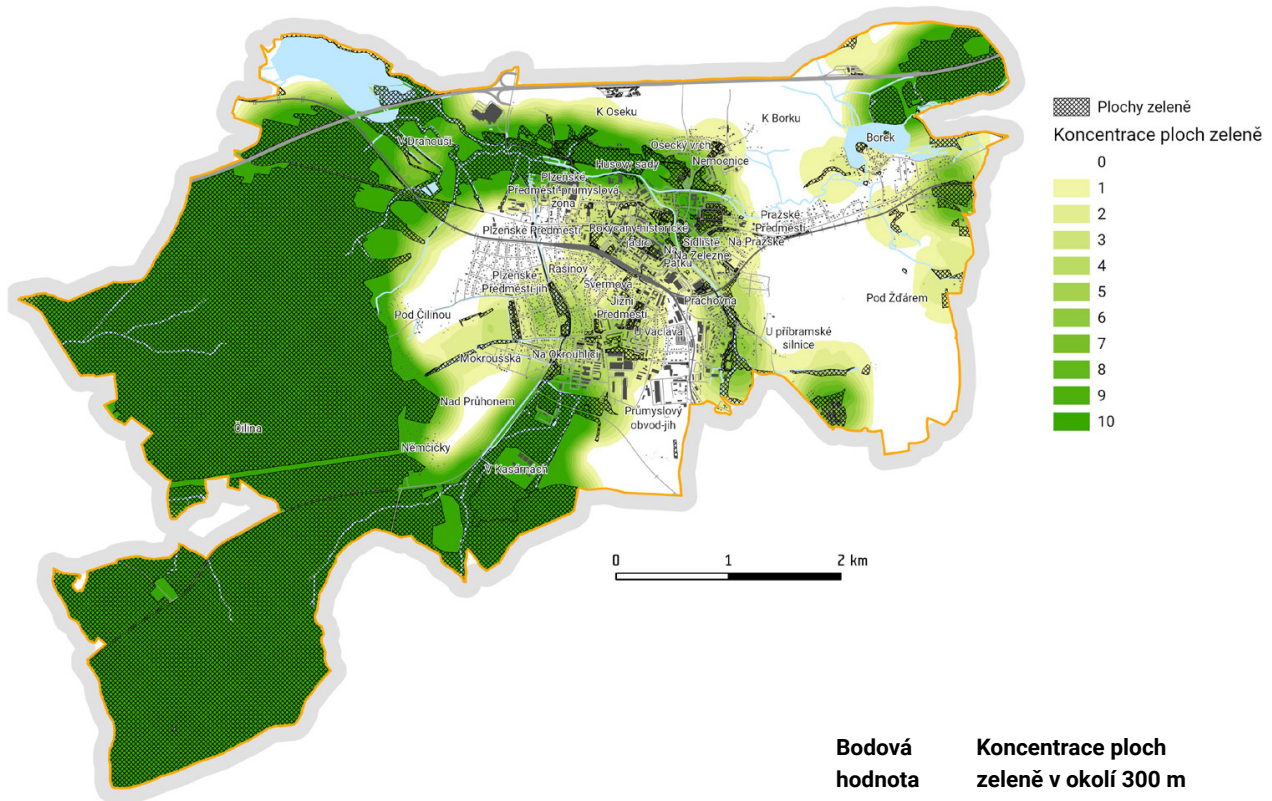 K Oseku
K Borku
Borek
V Drahouši
Osecký vrch
Nemocnice
Husovy sady
Plzeňské
Předměstí-průmyslová
zóna
Plzeňské Předměstí
Rokycany-historické
jádro
Sídliště
Na Železné
Na
Pátku
Pražské
Předměstí
Na Pražské
Rašínov
Plzeňské
Předměstí-jih
Švermova
Jižní
Předměstí
Práchovna
Pod Žďárem
Pod Čilinou
U Václava
U příbramské
silnice
Mokroušská
Na Okrouhlici
Nad Průhonem
Průmyslový
obvod-jih
Čilina
Němčičky
V Kasárnách
Plochy zeleně
Koncentrace ploch zeleně
0
1
2
3
4
5
6
7
8
9
10
0 1 2 km
Bodová Koncentrace ploch
hodnota zeleně v okolí 300 m